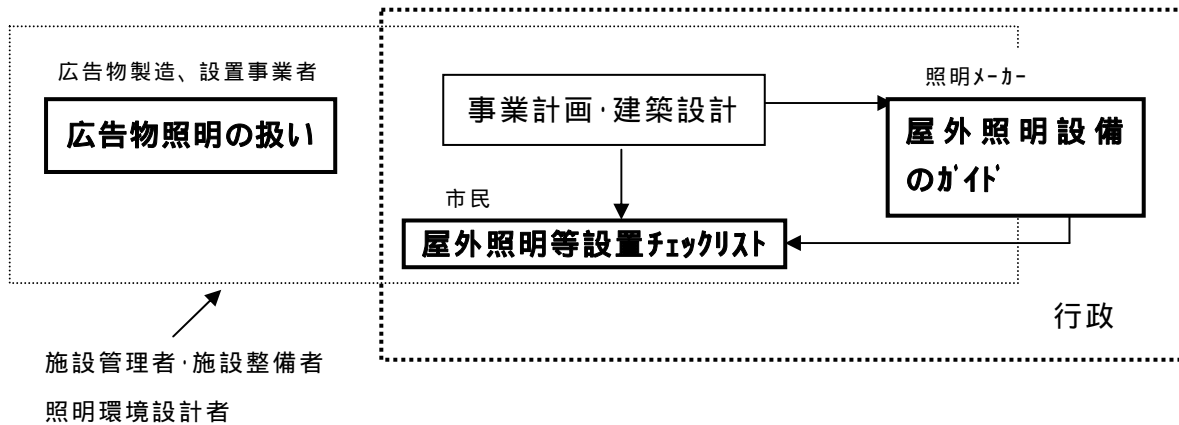 広告物製造、設置事業者
広告物照明の扱い
事業計画･建築設計
照明ﾒｰｶｰ
屋外照明設備
のｶﾞｲﾄﾞ
市民
屋外照明等設置ﾁｪｯｸﾘｽﾄ
行政
施設管理者･施設整備者
照明環境設計者